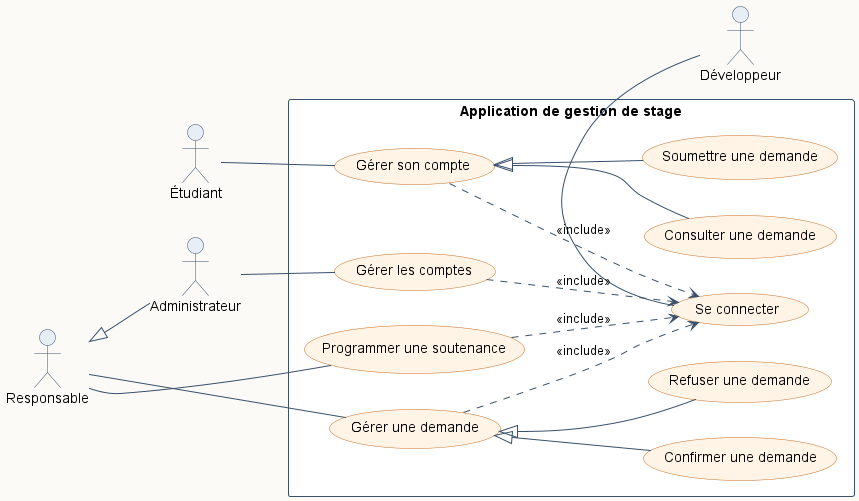 Développeur
Application de gestion de stage
Soumettre une demande
Gérer son compte
Étudiant
«include»
Consulter une demande
Gérer les comptes
«include»
Administrateur
Se connecter
«include»
Programmer une soutenance
«include»
Refuser une demande
Responsable
Gérer une demande
Confirmer une demande